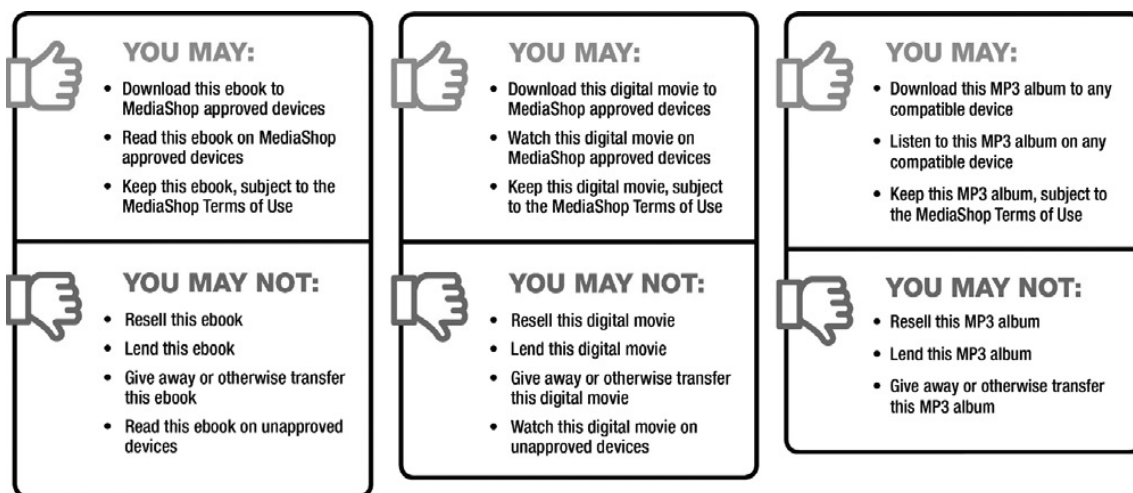 YOU MAY:
• Download this ebook to
MediaShop approved devices
• Read this ebook on MediaShop
approved devices
• Keep this ebook, subject to the
MediaShop Terms of Use
YOU MAY NOT:
• Resell this ebook
• Lend this ebook
• Give away or otherwise transfer
this ebook
• Read this ebook on unapproved
devices
YOU MAY:
• Download this digital movie to
MediaShop approved devices
• Watch this digital movie on
MediaShop approved devices
• Keep this digital movie, subject
to the MediaShop Terms of Use
YOU MAY NOT:
• Resell this digital movie
• Lend this digital movie
• Give away or otherwise transfer
this digital movie
• Watch this digital movie on
unapproved devices
YOU MAY:
• Download this MP3 album to any
compatible device
• Listen to this MP3 album on any
compatible device
• Keep this MP3 album, subject to
the MediaShop Terms of Use
YOU MAY NOT:
• Resell this MP3 album
• Lend this MP3 album
• Give away or otherwise transfer
this MP3 album